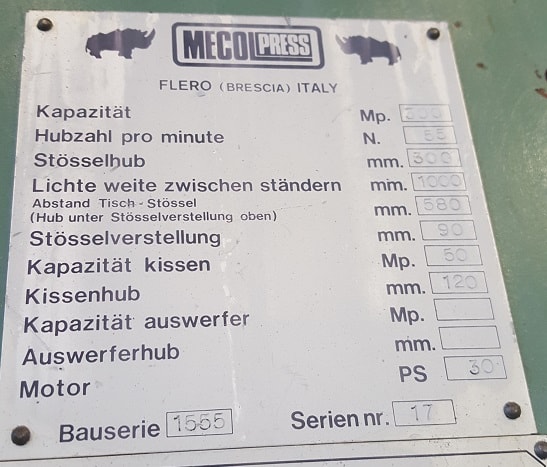 MECOLPRESS
FLERO (BRESCIA) ITALY
Kapazität Mp.
Hubzahl pro minute N. 65
Stösselhub mm. 300
Lichte weite zwischen ständern mm. 1000
Abstand Tisch - Stössel mm. 580
(Hub unter Stösselverstellung oben)
Stösselverstellung mm. 90
Kapazität kissen Mp. 50
Kissenhub mm. 120
Kapazität auswerfer Mp.
Auswerferhub mm.
Motor PS 30
Bauserie 1555 Serien nr. 17